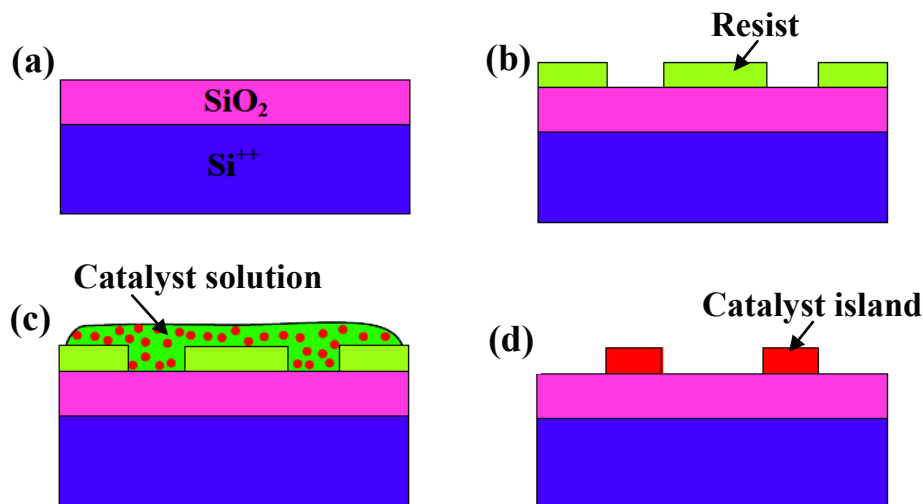 (a)
SiO₂
Si⁺⁺
(b)
Resist
(c)
Catalyst solution
(d)
Catalyst island